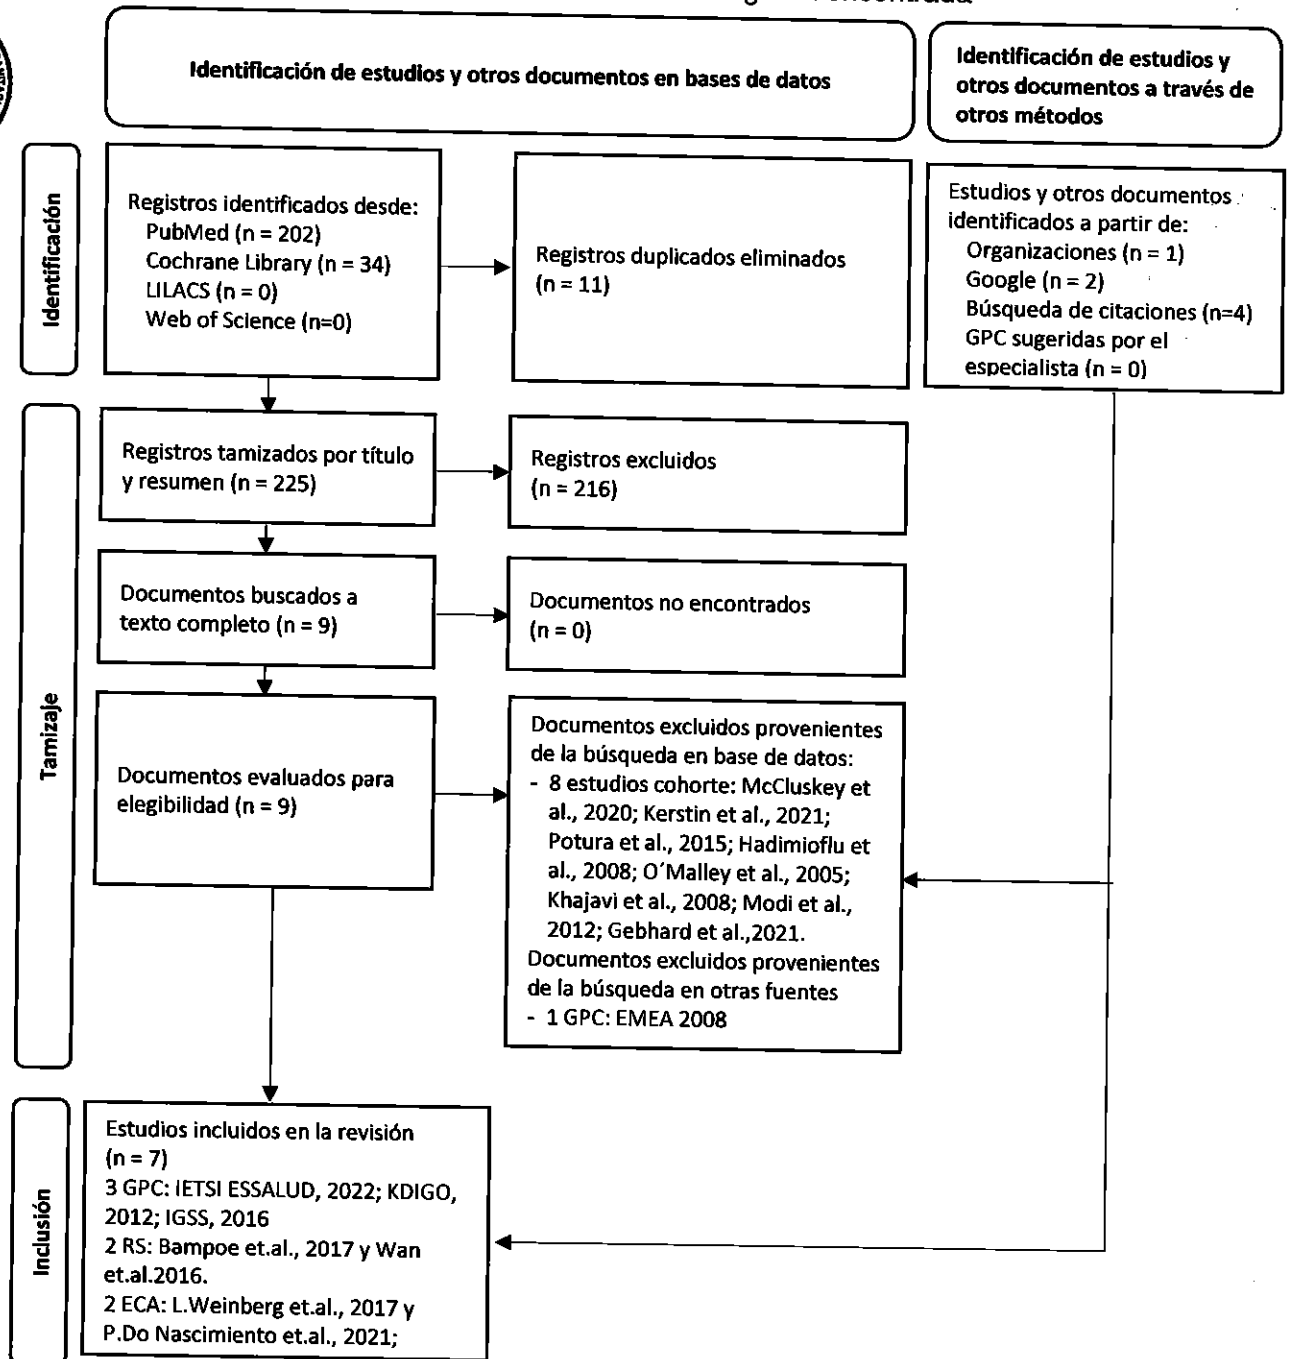 encontrada
Identificación de estudios y otros documentos en bases de datos
Identificación de estudios y
otros documentos a través de
otros métodos
Identificación
Registros identificados desde:
PubMed (n = 202)
Cochrane Library (n = 34)
LILACS (n = 0)
Web of Science (n=0)
Registros duplicados eliminados
(n = 11)
Estudios y otros documentos
identificados a partir de:
Organizaciones (n = 1)
Google (n = 2)
Búsqueda de citaciones (n=4)
GPC sugeridas por el
especialista (n = 0)
Tamizaje
Registros tamizados por título
y resumen (n = 225)
Registros excluidos
(n = 216)
Documentos buscados a
texto completo (n = 9)
Documentos no encontrados
(n = 0)
Documentos evaluados para
elegibilidad (n = 9)
Documentos excluidos provenientes
de la búsqueda en base de datos:
- 8 estudios cohorte: McCluskey et
al., 2020; Kerstin et al., 2021;
Potura et al., 2015; Hadimioflu et
al., 2008; O´Malley et al., 2005;
Khajavi et al., 2008; Modi et al.,
2012; Gebhard et al.,2021.
Documentos excluidos provenientes
de la búsqueda en otras fuentes
- 1 GPC: EMEA 2008
Inclusión
Estudios incluidos en la revisión
(n = 7)
3 GPC: IETSI ESSALUD, 2022; KDIGO,
2012; IGSS, 2016
2 RS: Bampoe et.al., 2017 y Wan
et.al.2016.
2 ECA: L.Weinberg et.al., 2017 y
P.Do Nascimiento et.al., 2021;